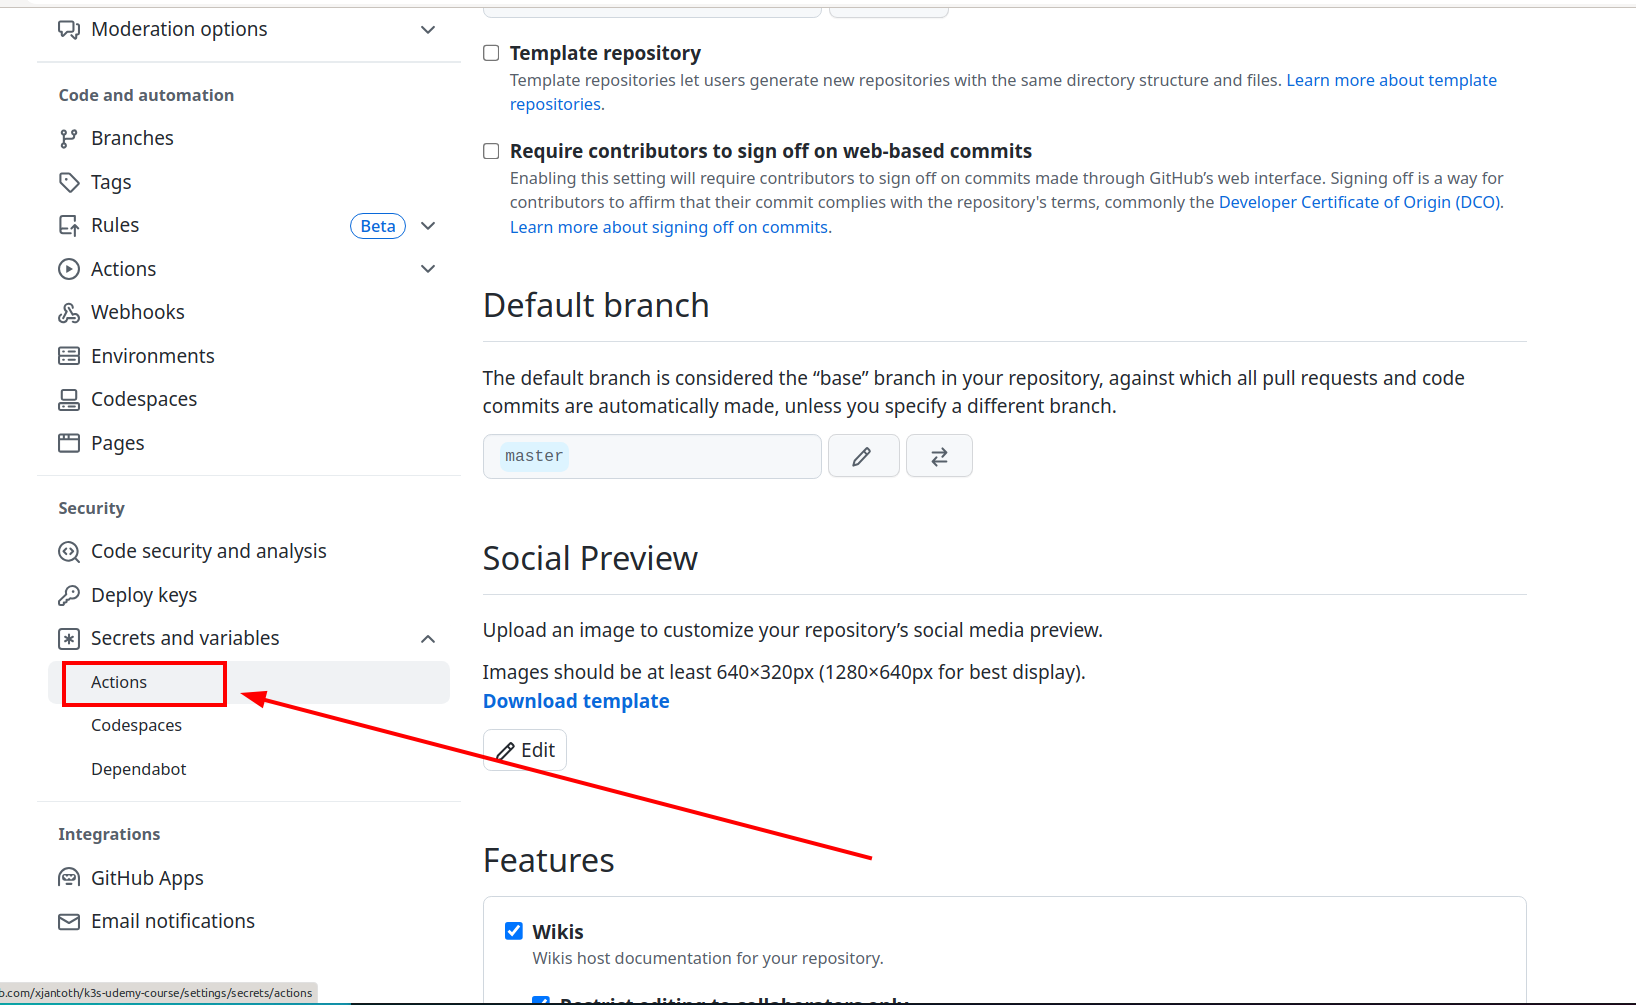 Moderation options
Code and automation
Branches
Tags
Rules
Beta
Actions
Webhooks
Environments
Codespaces
Pages
Security
Code security and analysis
Deploy keys
Secrets and variables
Actions
Codespaces
Dependabot
Integrations
GitHub Apps
Email notifications
Template repository
Template repositories let users generate new repositories with the same directory structure and files. Learn more about template
repositories.
Require contributors to sign off on web-based commits
Enabling this setting will require contributors to sign off on commits made through GitHub’s web interface. Signing off is a way for
contributors to affirm that their commit complies with the repository's terms, commonly the Developer Certificate of Origin (DCO).
Learn more about signing off on commits.
Default branch
The default branch is considered the “base” branch in your repository, against which all pull requests and code
commits are automatically made, unless you specify a different branch.
master
Social Preview
Upload an image to customize your repository’s social media preview.
Images should be at least 640×320px (1280×640px for best display).
Download template
Edit
Features
Wikis
Wikis host documentation for your repository.
Restrict editing to collaborators only
b.com/xjantoth/k3s-udemy-course/settings/secrets/actions